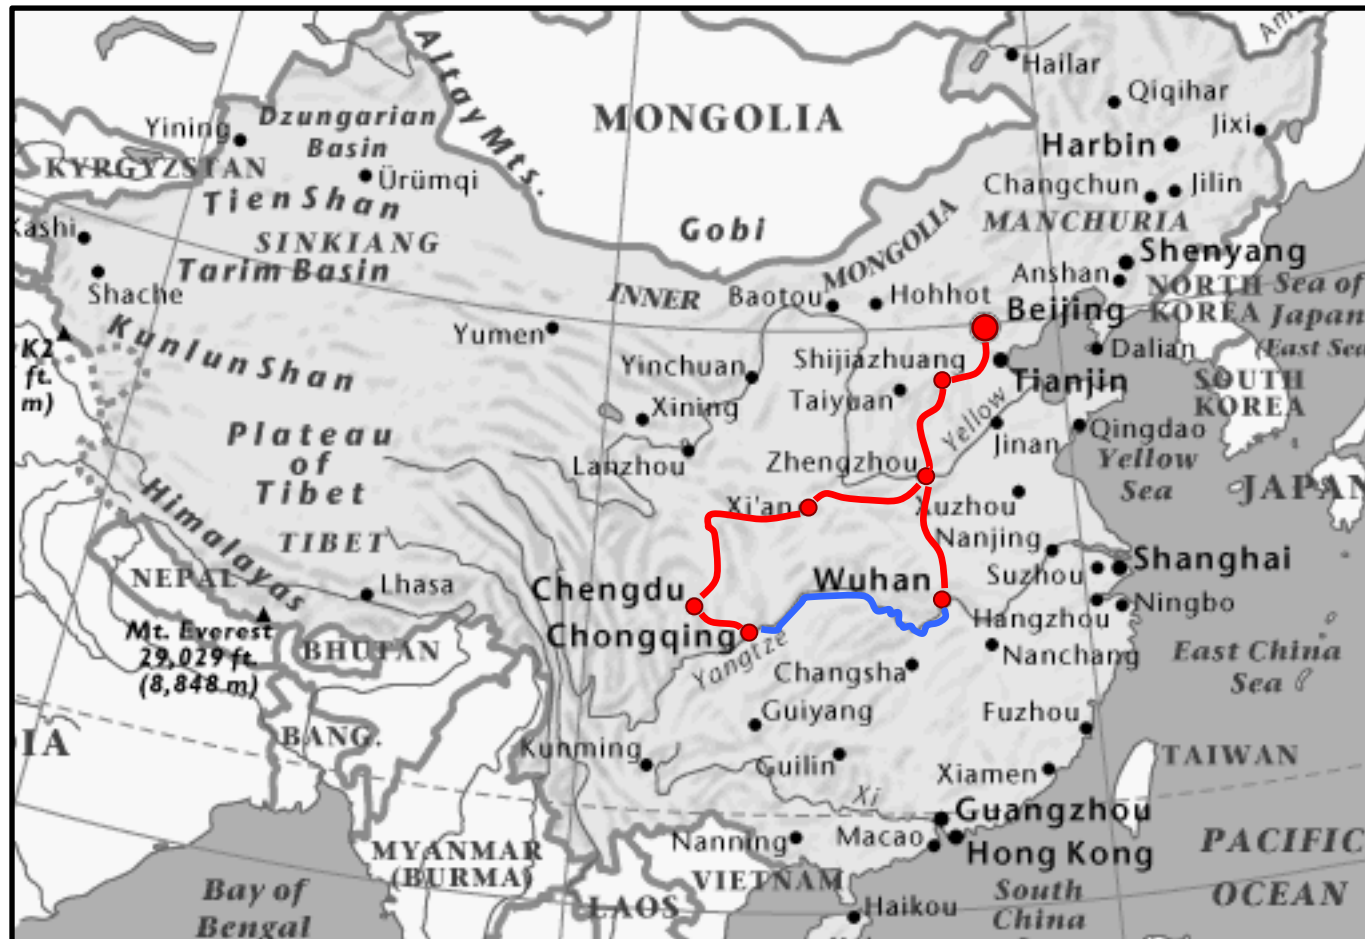 Amu
Hailar
Qiqihar
Jixi
Harbin
Changchun
Jilin
MANCHURIA
Shenyang
Anshan
NORTH
KOREA
Sea of
Japan
(East Sea
SOUTH
KOREA
JAPAN
MONGOLIA
Altay Mts.
Dzungarian
Basin
Yining
KYRGYZSTAN
Ürümqi
Tien Shan
Kashi
SINKIANG
Tarim Basin
Shache
Kunlun Shan
K2
ft.
m)
Gobi
INNER
MONGOLIA
Baotou
Hohhot
Beijing
Yumen
Yinchuan
Shijiazhuang
Tianjin
Dalian
Taiyuan
Xining
Lanzhou
Yellow
Jinan
Qingdao
Yellow
Sea
Zhengzhou
Xi'an
Xuzhou
Plateau
of
Tibet
Himalayas
TIBET
NEPAL
Lhasa
Mt. Everest
29,029 ft.
(8,848 m)
BHUTAN
BANG.
DIA
Nanjing
Shanghai
Suzhou
Chengdu
Wuhan
Hangzhou
Ningbo
Chongqing
Yangtze
Changsha
Nanchang
East China
Sea
Guiyang
Fuzhou
Kunming
Guilin
Xiamen
TAIWAN
Xi
Guangzhou
Nanning
Macao
Hong Kong
PACIFIC
OCEAN
MYANMAR
(BURMA)
VIETNAM
LAOS
Haikou
South
China
Bay of
Bengal